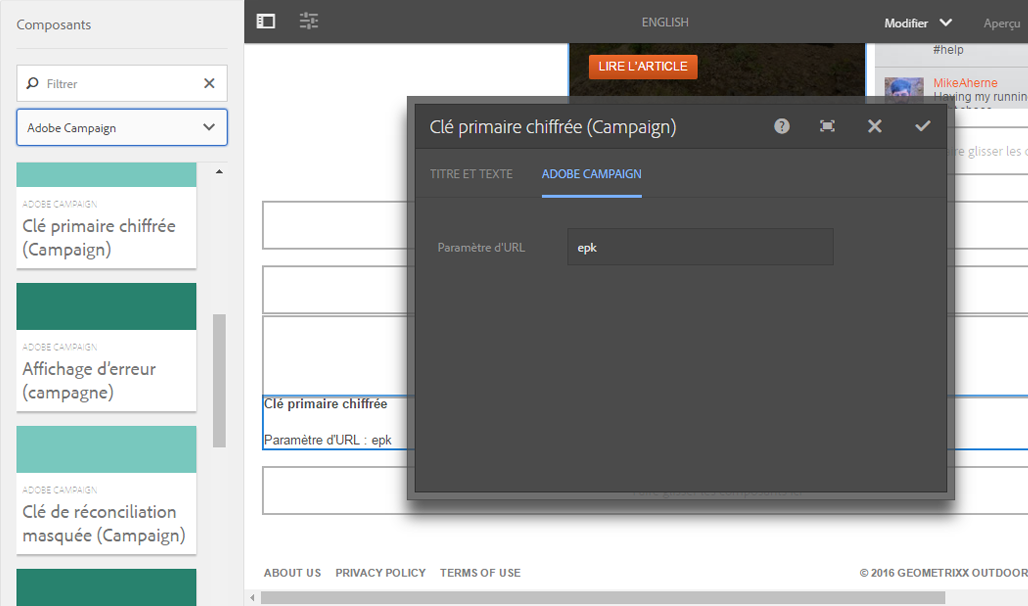 Composants
Filtrer
Adobe Campaign
ADOBE CAMPAIGN
Clé primaire chiffrée
(Campaign)
ADOBE CAMPAIGN
Affichage d’erreur
(campagne)
ADOBE CAMPAIGN
Clé de réconciliation
masquée (Campaign)
ENGLISH
Modifier
Aperçu
LIRE L'ARTICLE
#help
MikeAherne
Having my running
Clé primaire chiffrée (Campaign)
TITRE ET TEXTE
ADOBE CAMPAIGN
Paramètre d'URL
epk
glisser les
Clé primaire chiffrée
Paramètre d'URL : epk
ABOUT US
PRIVACY POLICY
TERMS OF USE
© 2016 GEOMETRIXX OUTDOOR